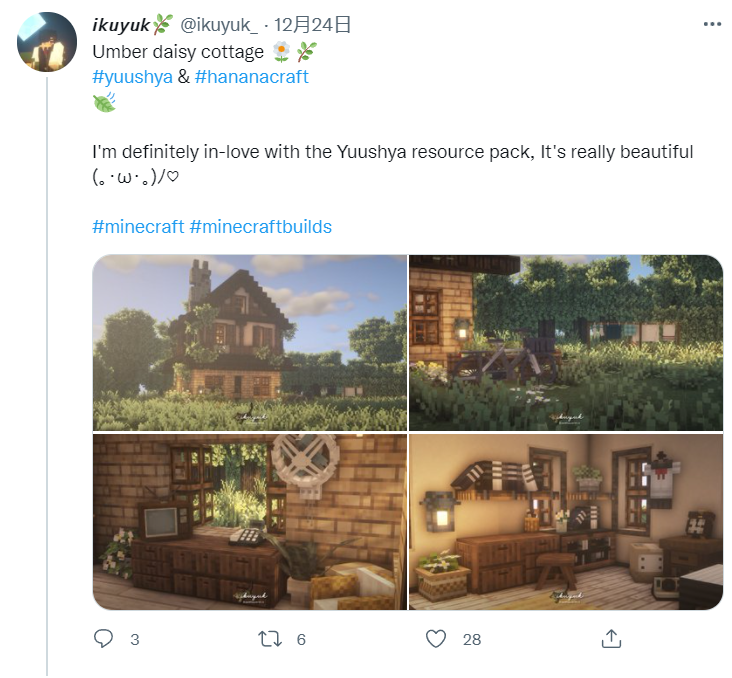 ikuyuk🌿 @ikuyuk_ · 12月24日
Umber daisy cottage 🌼🌿
#yuushya & #hananacraft
🍃
I'm definitely in-love with the Yuushya resource pack, It's really beautiful
(｡･ω･｡)/♡
#minecraft #minecraftbuilds
ikuyuk
ikuyuk
ikuyuk
ikuyuk
3
6
28